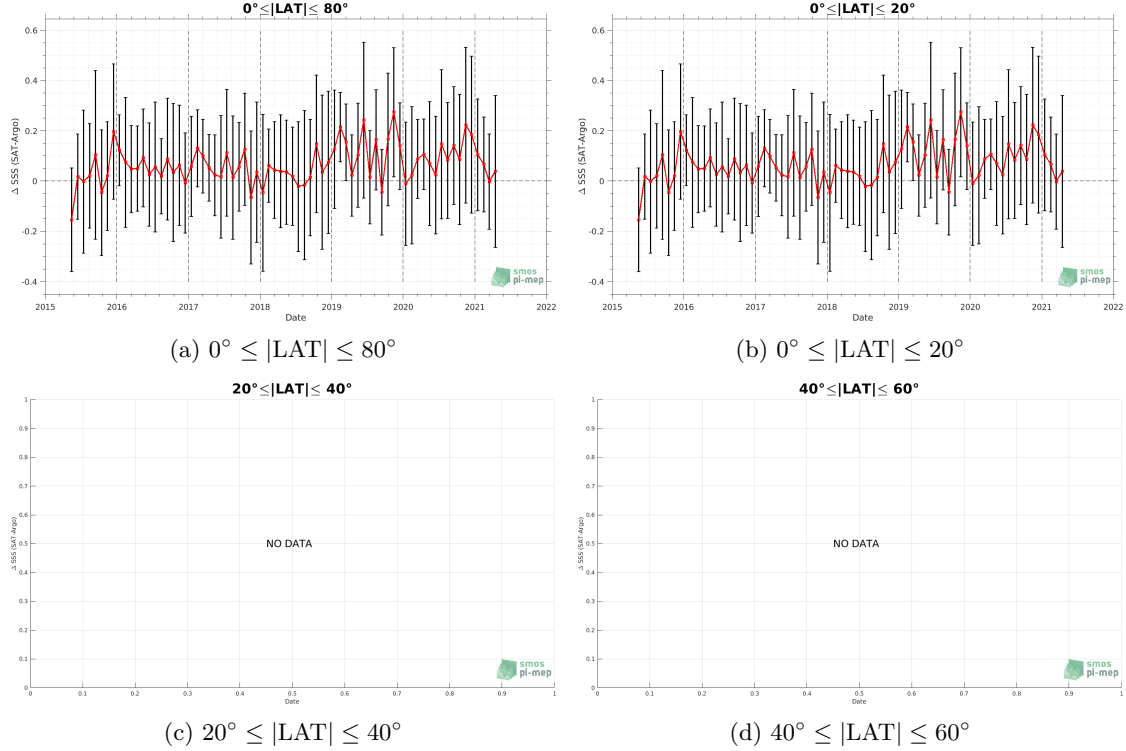 0°≤|LAT|≤ 80°
Δ SSS (SAT-Argo)
0.6
0.4
0.2
0
-0.2
-0.4
2015 2016 2017 2018 2019 2020 2021 2022
Date
smos
pi-mep
(a) 0° ≤ |LAT| ≤ 80°
0°≤|LAT|≤ 20°
Δ SSS (SAT-Argo)
0.6
0.4
0.2
0
-0.2
-0.4
2015 2016 2017 2018 2019 2020 2021 2022
Date
smos
pi-mep
(b) 0° ≤ |LAT| ≤ 20°
20°≤|LAT|≤ 40°
Δ SSS (SAT-Argo)
1
0.9
0.8
0.7
0.6
0.5
0.4
0.3
0.2
0.1
0
NO DATA
0 0.1 0.2 0.3 0.4 0.5 0.6 0.7 0.8 0.9 1
Date
smos
pi-mep
(c) 20° ≤ |LAT| ≤ 40°
40°≤|LAT|≤ 60°
Δ SSS (SAT-Argo)
1
0.9
0.8
0.7
0.6
0.5
0.4
0.3
0.2
0.1
0
NO DATA
0 0.1 0.2 0.3 0.4 0.5 0.6 0.7 0.8 0.9 1
Date
smos
pi-mep
(d) 40° ≤ |LAT| ≤ 60°